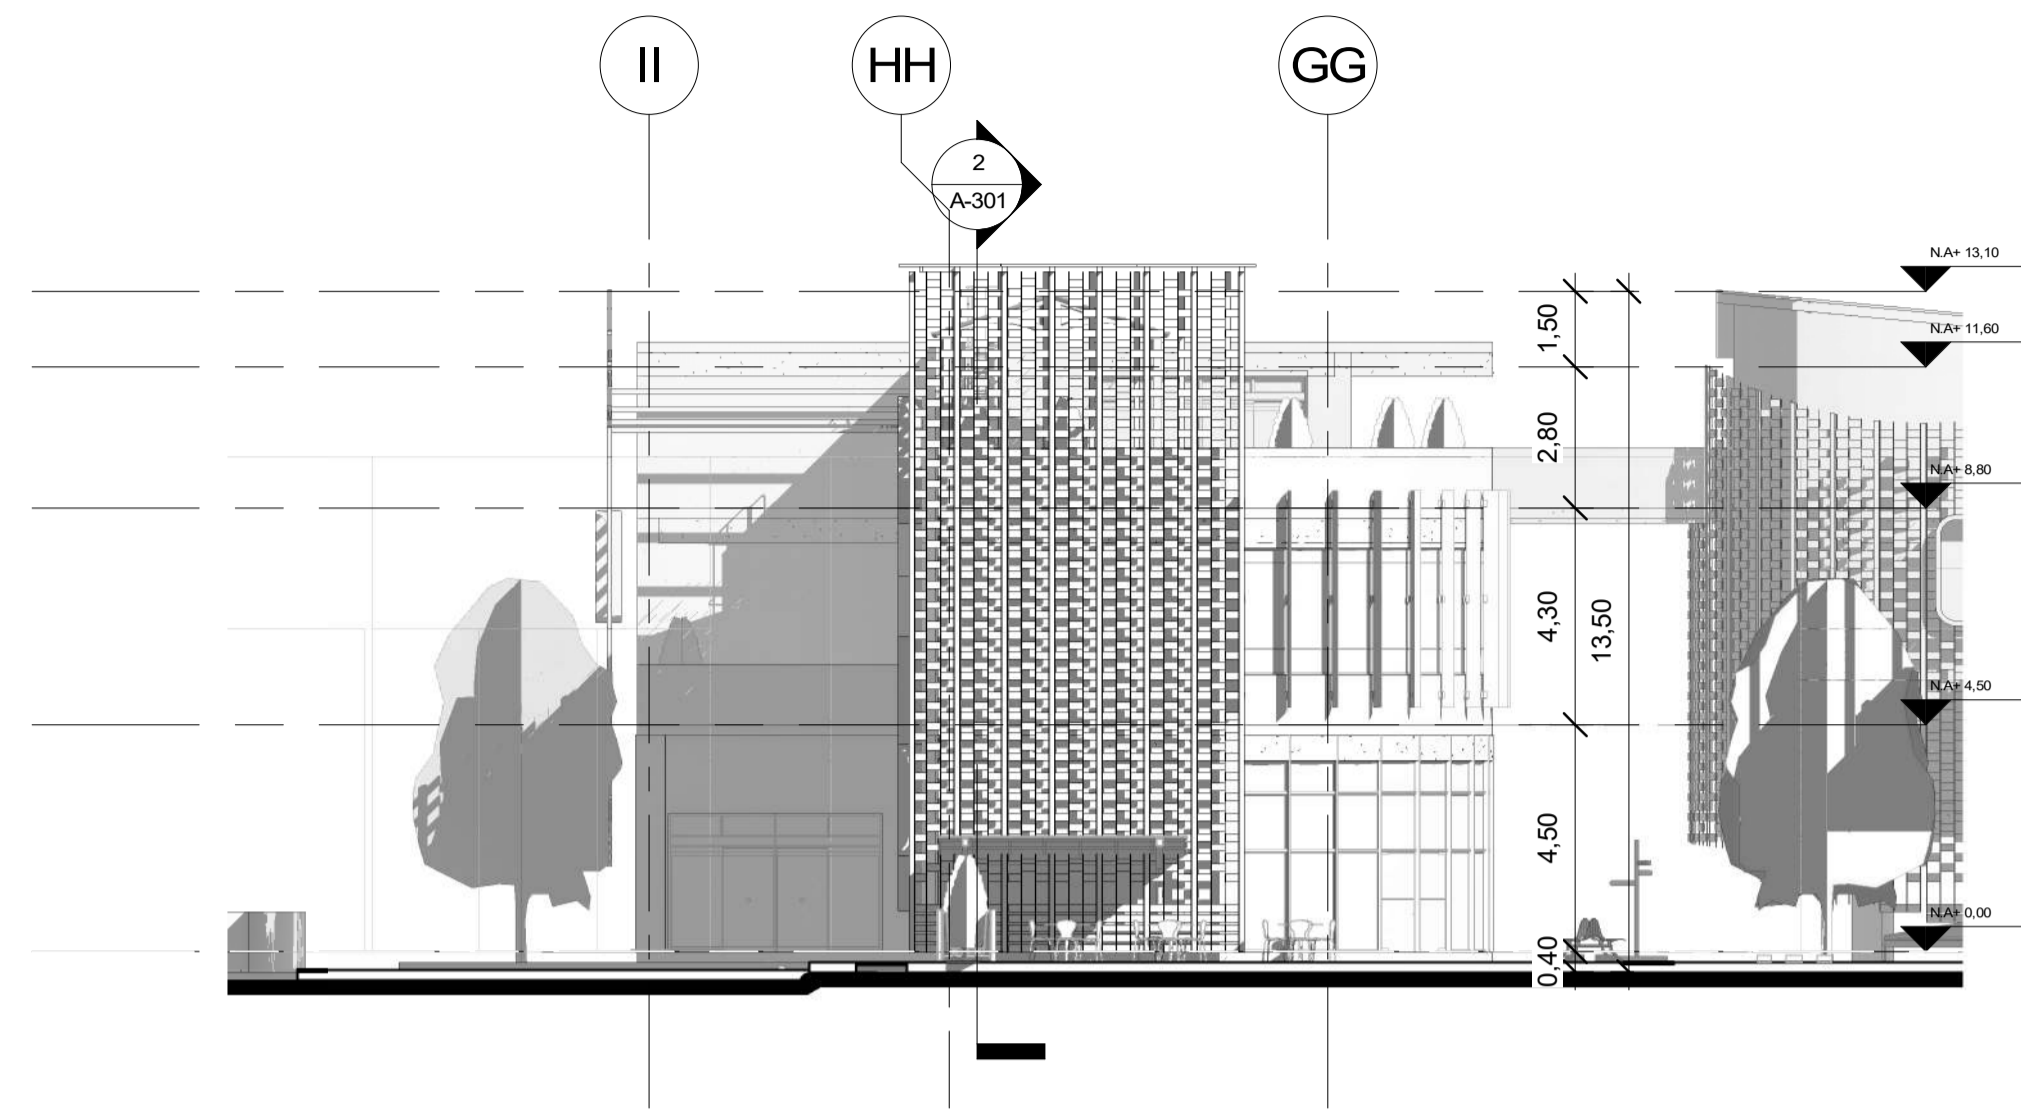 II
HH
GG
2
A-301
N.A+ 13,10
1,50
N.A+ 11,60
2,80
N.A+ 8,80
4,30
13,50
N.A+ 4,50
4,50
N.A+ 0,00
0,40